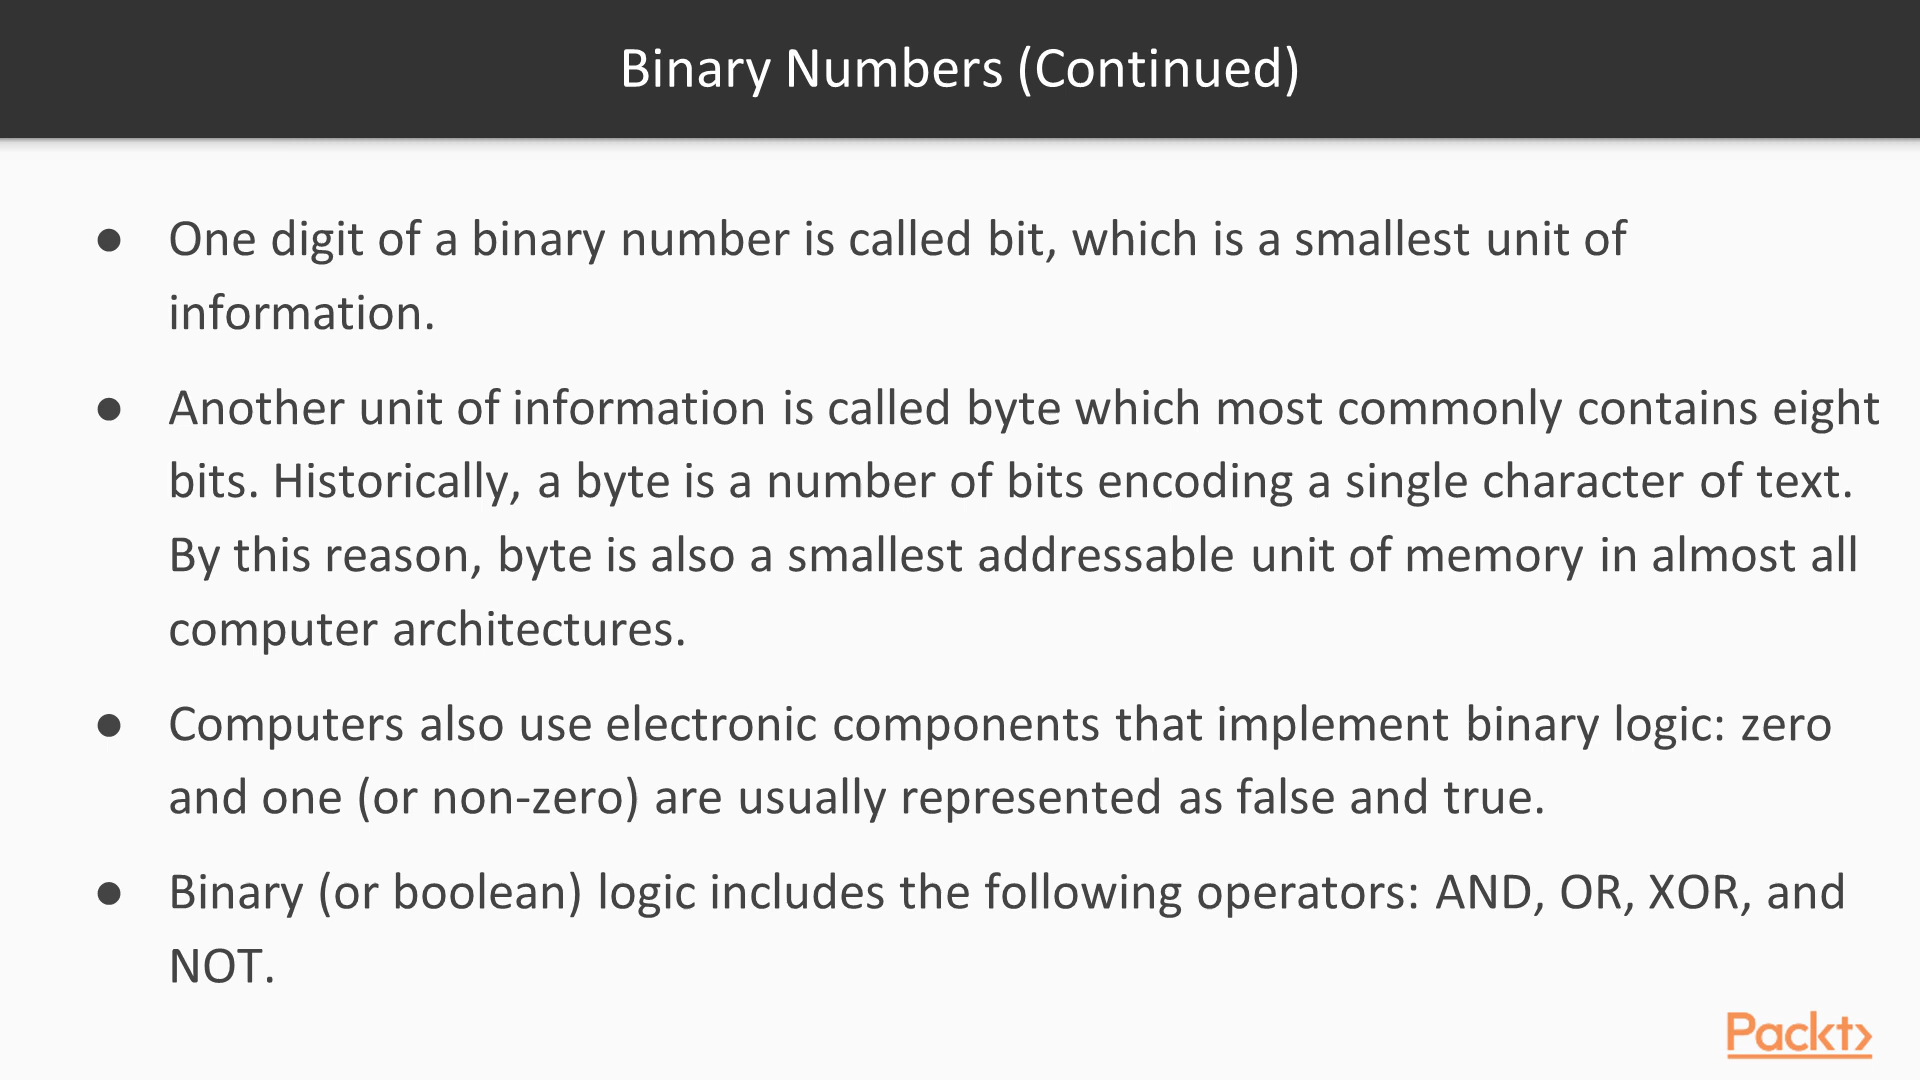 Binary Numbers (Continued)
● One digit of a binary number is called bit, which is a smallest unit of
information.
● Another unit of information is called byte which most commonly contains eight
bits. Historically, a byte is a number of bits encoding a single character of text.
By this reason, byte is also a smallest addressable unit of memory in almost all
computer architectures.
● Computers also use electronic components that implement binary logic: zero
and one (or non-zero) are usually represented as false and true.
● Binary (or boolean) logic includes the following operators: AND, OR, XOR, and
NOT.
Packt>